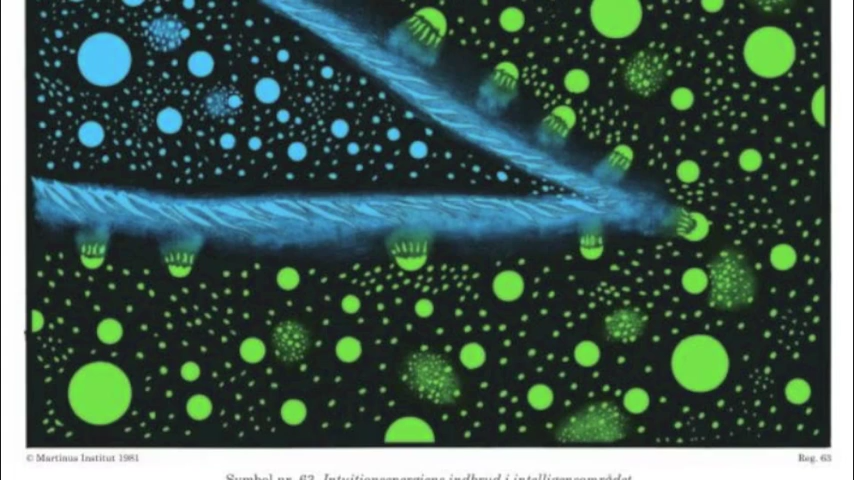 © Martinus Institut 1981
Reg. 63
Symbol nr. 63. Intuitionsenergiens indbrud i intelligensområdet